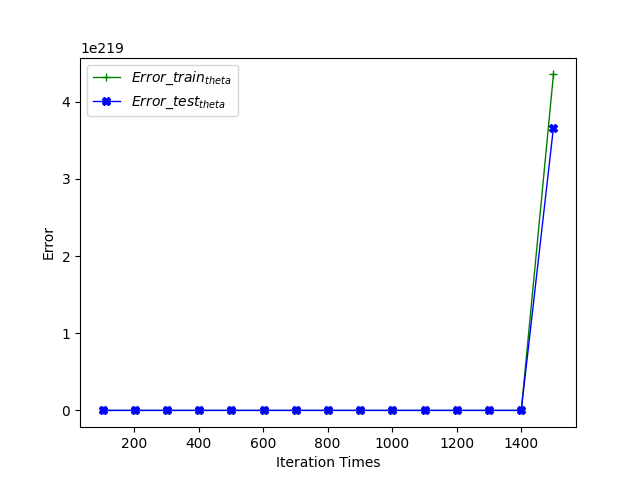 1e219
Error_train_theta
Error_test_theta
4
3
2
1
0
Error
200 400 600 800 1000 1200 1400
Iteration Times